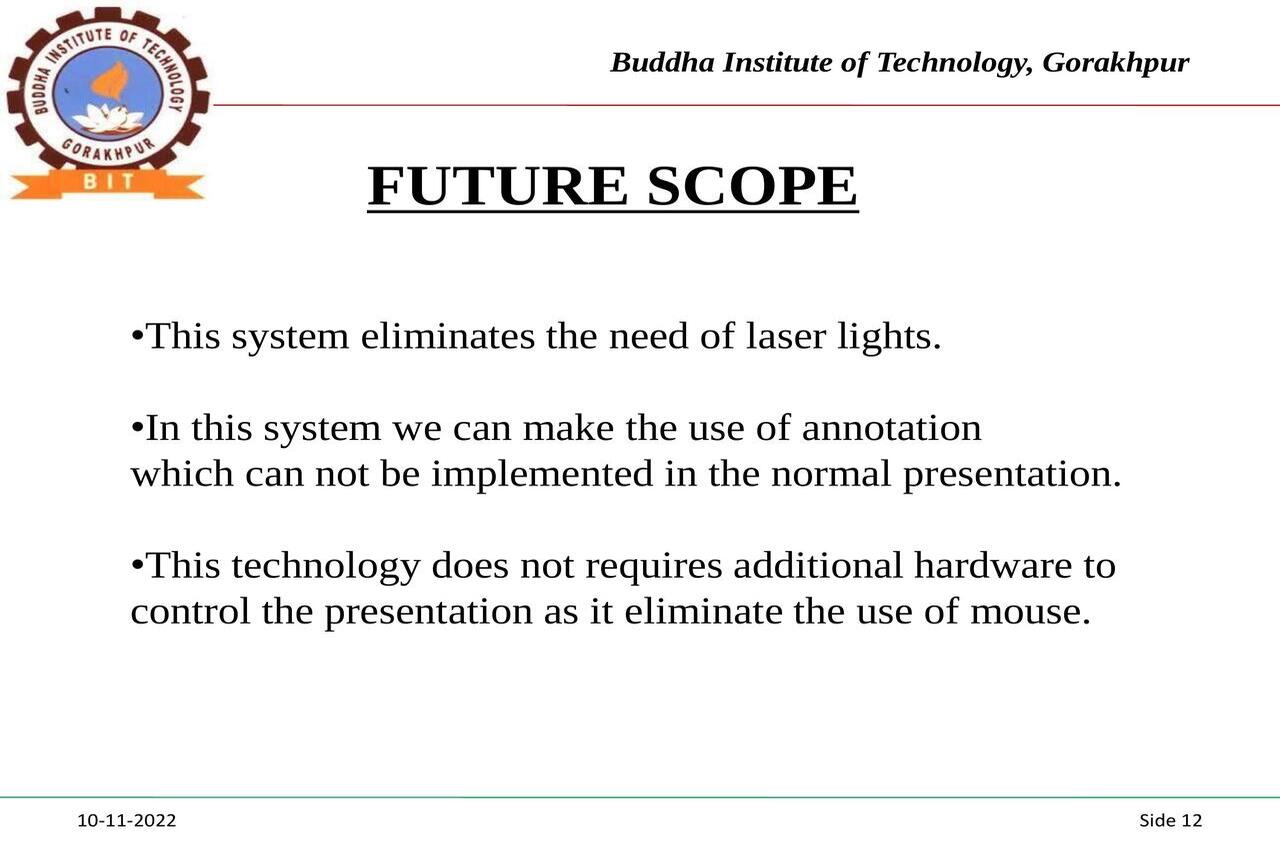 BUDDHA INSTITUTE OF TECHNOLOGY
GORAKHPUR
BIT
Buddha Institute of Technology, Gorakhpur
FUTURE SCOPE
•This system eliminates the need of laser lights.
•In this system we can make the use of annotation
which can not be implemented in the normal presentation.
•This technology does not requires additional hardware to
control the presentation as it eliminate the use of mouse.
10-11-2022
Side 12